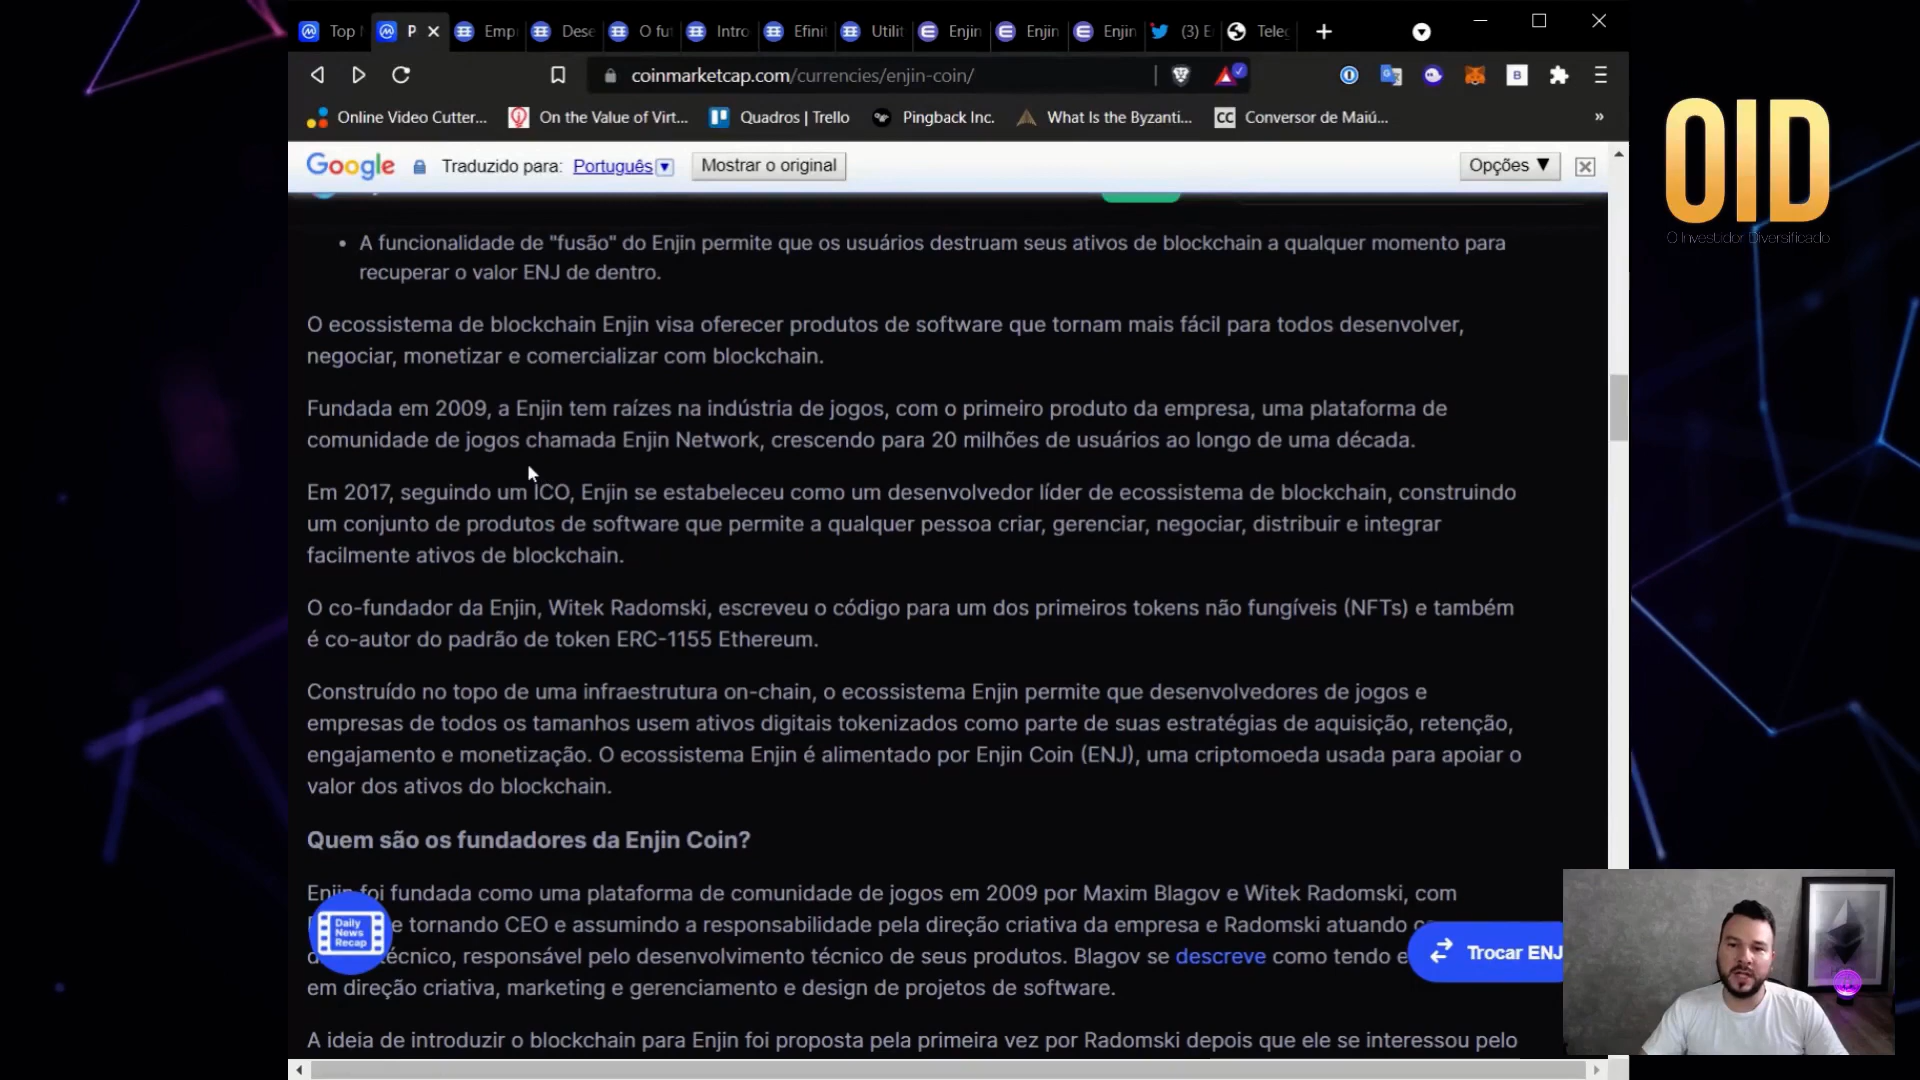 Top
P
Emp
Dese
O fu
Intro
Efinit
Utilit
Enjin
Enjin
Enjin
(3) E
Teleg
coinmarketcap.com/currencies/enjin-coin/
Online Video Cutter...
On the Value of Virt...
Quadros | Trello
Pingback Inc.
What Is the Byzanti...
CC
Conversor de Maiú...
»
Google
Traduzido para:
Português
Mostrar o original
Opções ▼
OID
O Investidor Diversificado
• A funcionalidade de "fusão" do Enjin permite que os usuários destruam seus ativos de blockchain a qualquer momento para
recuperar o valor ENJ de dentro.
O ecossistema de blockchain Enjin visa oferecer produtos de software que tornam mais fácil para todos desenvolver,
negociar, monetizar e comercializar com blockchain.
Fundada em 2009, a Enjin tem raízes na indústria de jogos, com o primeiro produto da empresa, uma plataforma de
comunidade de jogos chamada Enjin Network, crescendo para 20 milhões de usuários ao longo de uma década.
Em 2017, seguindo um ICO, Enjin se estabeleceu como um desenvolvedor líder de ecossistema de blockchain, construindo
um conjunto de produtos de software que permite a qualquer pessoa criar, gerenciar, negociar, distribuir e integrar
facilmente ativos de blockchain.
O co-fundador da Enjin, Witek Radomski, escreveu o código para um dos primeiros tokens não fungíveis (NFTs) e também
é co-autor do padrão de token ERC-1155 Ethereum.
Construído no topo de uma infraestrutura on-chain, o ecossistema Enjin permite que desenvolvedores de jogos e
empresas de todos os tamanhos usem ativos digitais tokenizados como parte de suas estratégias de aquisição, retenção,
engajamento e monetização. O ecossistema Enjin é alimentado por Enjin Coin (ENJ), uma criptomoeda usada para apoiar o
valor dos ativos do blockchain.
Quem são os fundadores da Enjin Coin?
Enjin foi fundada como uma plataforma de comunidade de jogos em 2009 por Maxim Blagov e Witek Radomski, com
e tornando CEO e assumindo a responsabilidade pela direção criativa da empresa e Radomski atuando
técnico, responsável pelo desenvolvimento técnico de seus produtos. Blagov se descreve como tendo e
em direção criativa, marketing e gerenciamento e design de projetos de software.
A ideia de introduzir o blockchain para Enjin foi proposta pela primeira vez por Radomski depois que ele se interessou pelo
Daily
News
Recap
Trocar ENJ